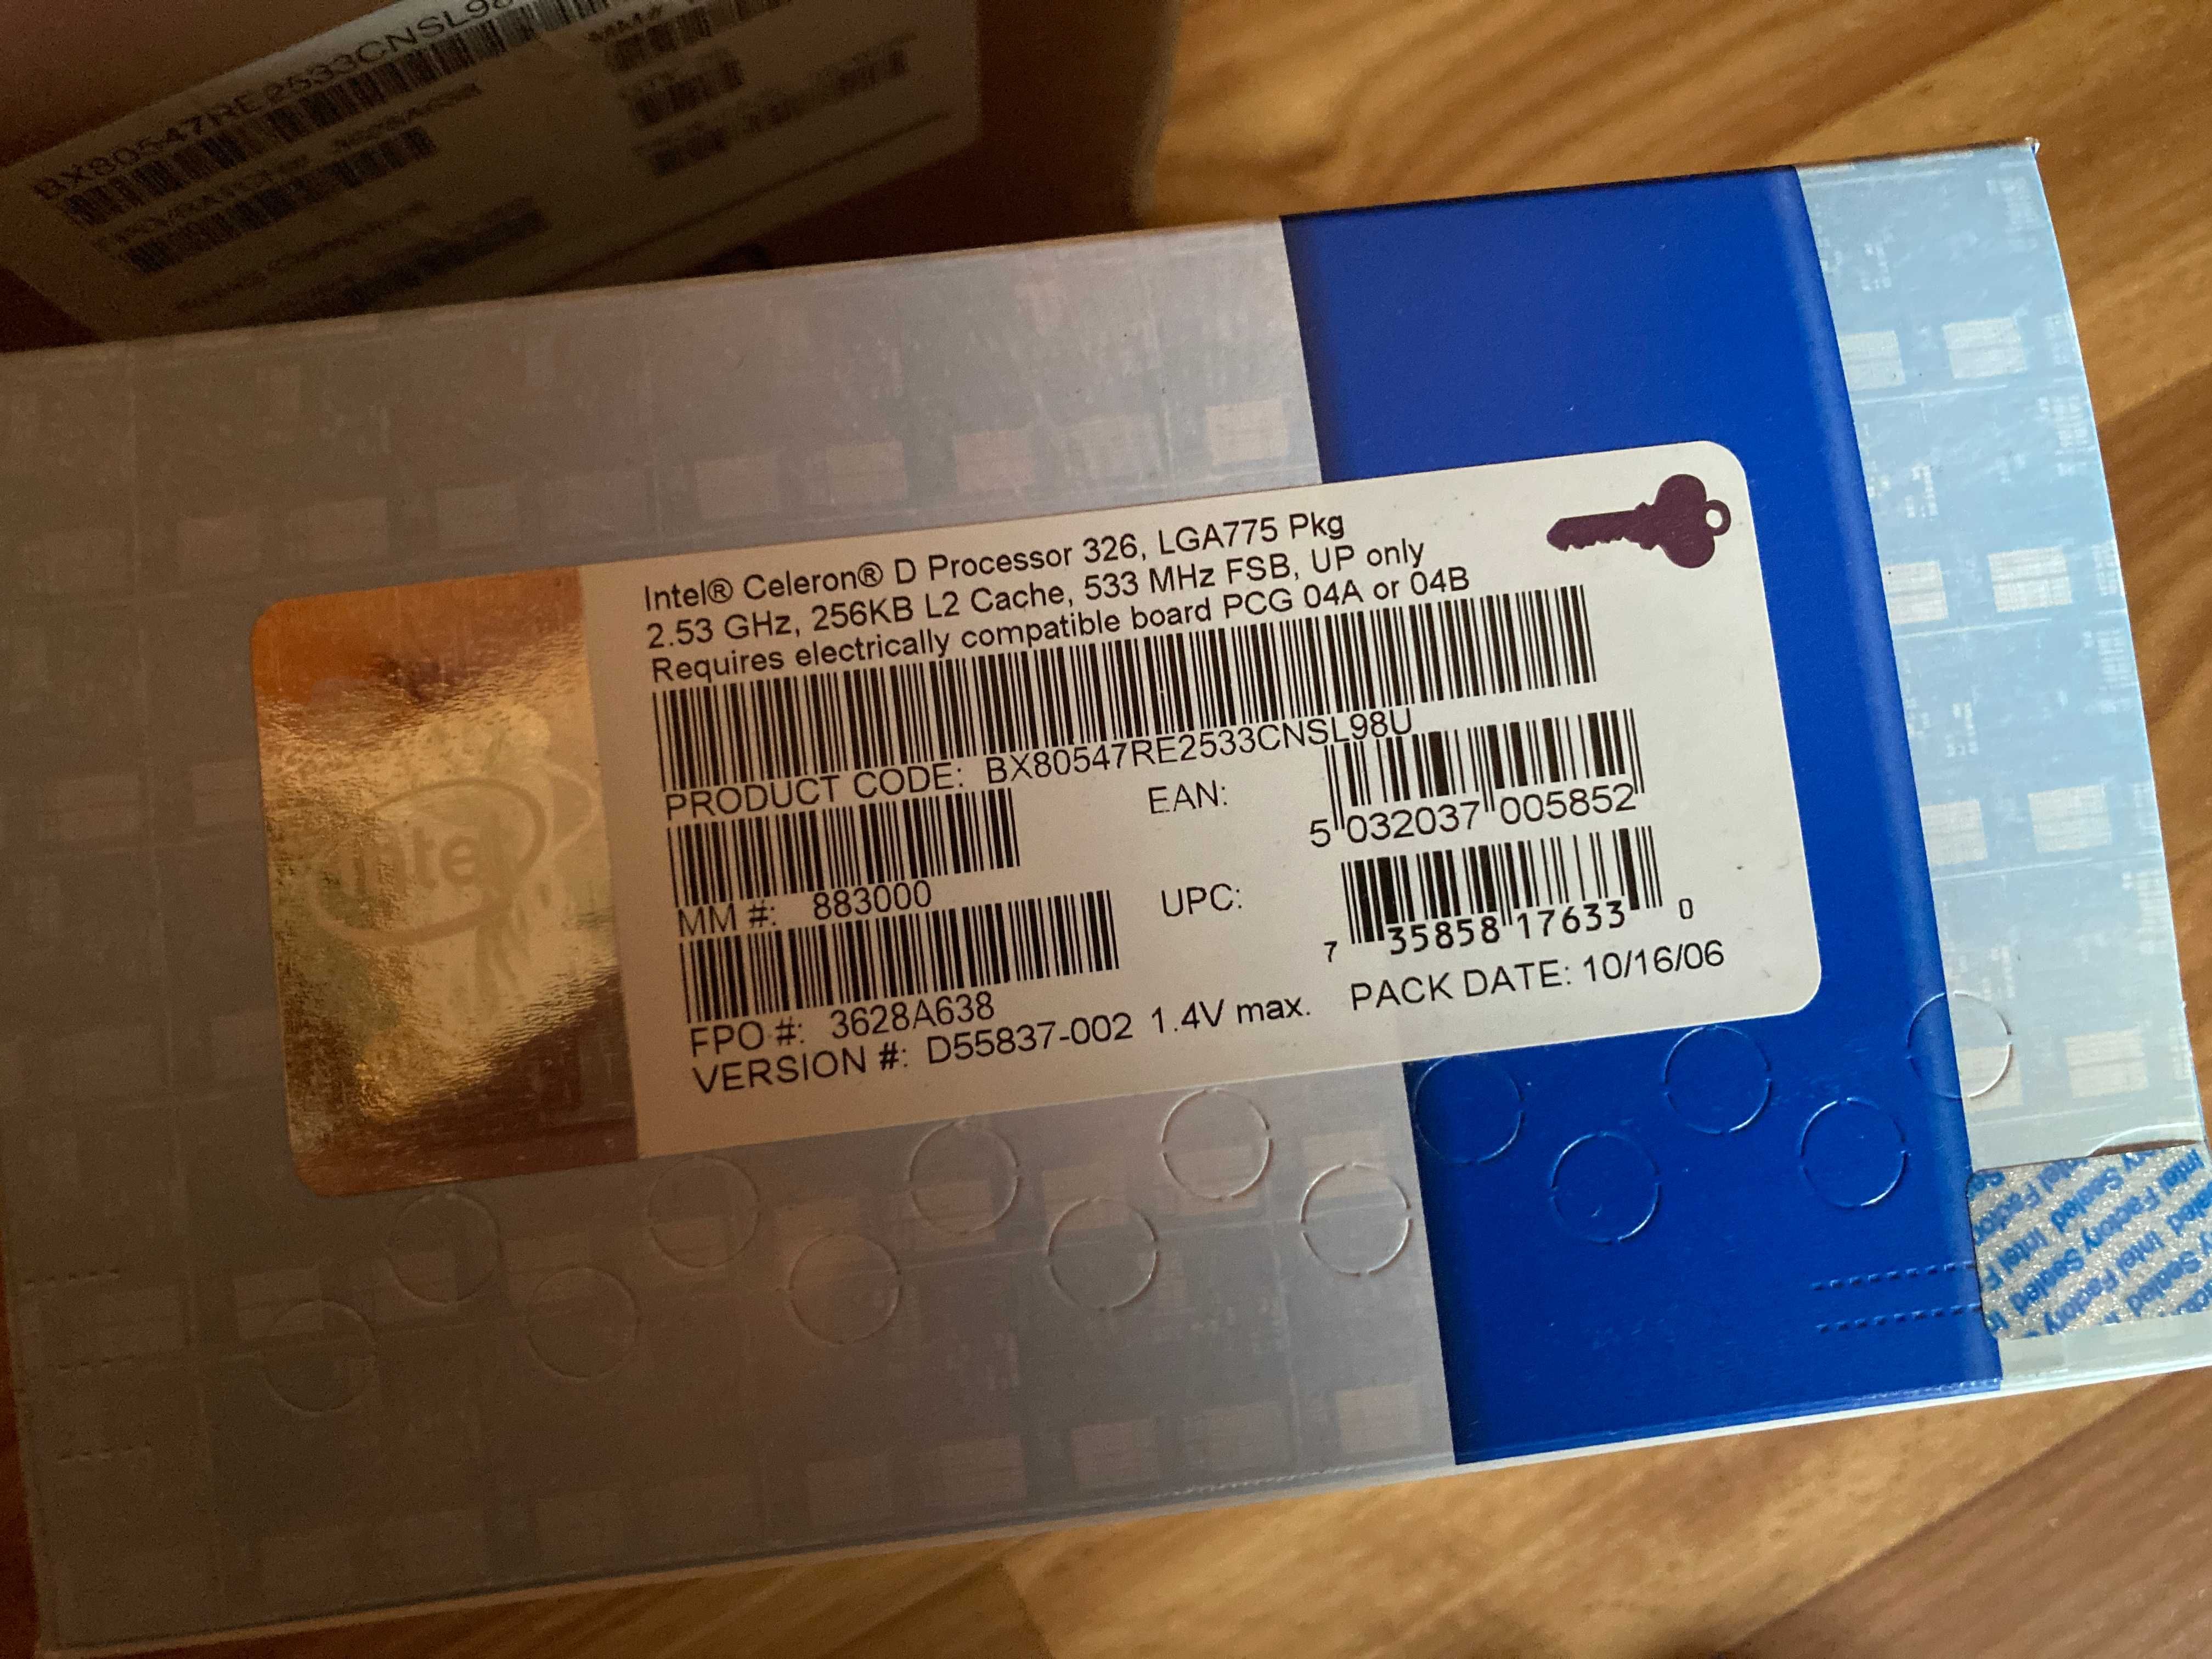 BX80547RE2533CNSL98
Intel® Celeron® D Processor 326, LGA775 Pkg
2.53 GHz, 256KB L2 Cache, 533 MHz FSB, UP only
Requires electrically compatible board PCG 04A or 04B
PRODUCT CODE: BX80547RE2533CNSL98U
EAN: 5 032037 005852
MM #: 883000
UPC: 7 35858 17633 0
FPO #: 3628A638
VERSION #: D55837-002 1.4V max. PACK DATE: 10/16/06
intel
Intel Factory Sealed